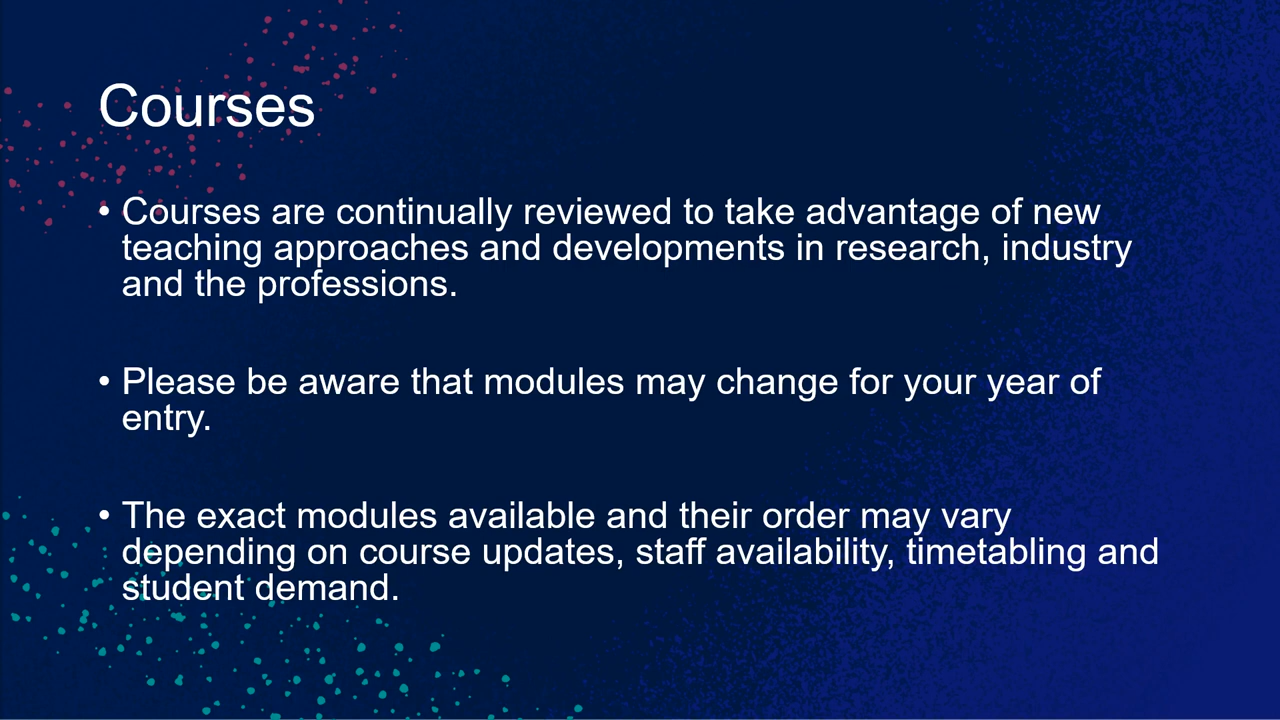 Courses
• Courses are continually reviewed to take advantage of new
teaching approaches and developments in research, industry
and the professions.
• Please be aware that modules may change for your year of
entry.
• The exact modules available and their order may vary
depending on course updates, staff availability, timetabling and
student demand.